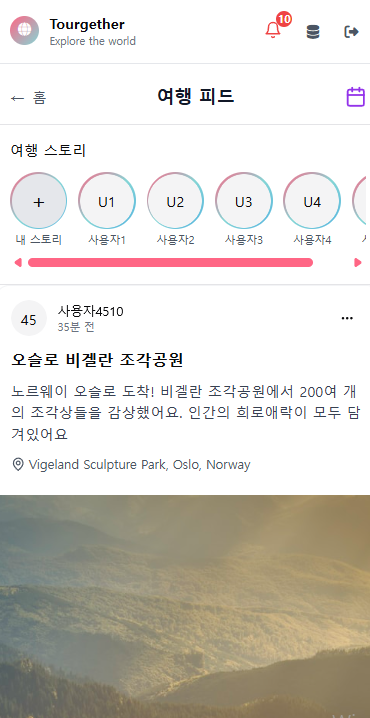 Tourgether
Explore the world
10
← 홈
여행 피드
여행 스토리
+
U1
U2
U3
U4
내 스토리
사용자1
사용자2
사용자3
사용자4
45
사용자4510
35분 전
오슬로 비겔란 조각공원
노르웨이 오슬로 도착! 비겔란 조각공원에서 200여 개
의 조각상들을 감상했어요. 인간의 희로애락이 모두 담
겨있어요
Vigeland Sculpture Park, Oslo, Norway